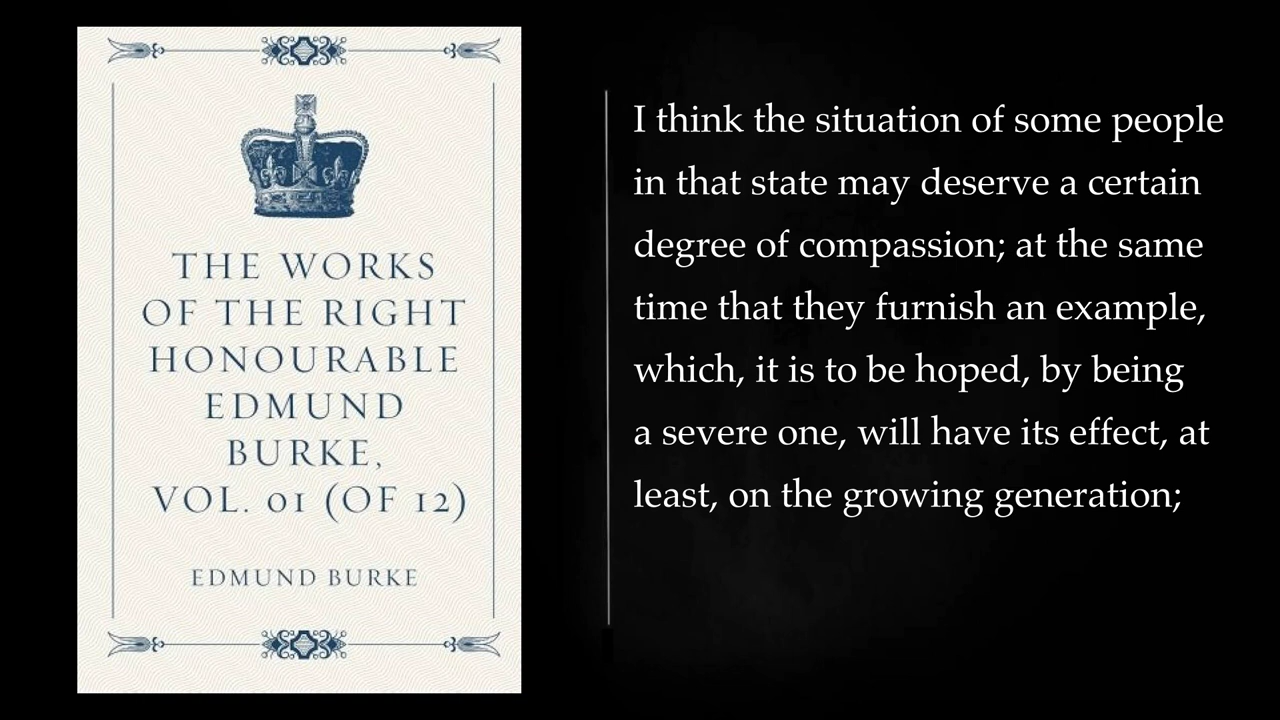 THE WORKS
OF THE RIGHT
HONOURABLE
EDMUND
BURKE,
VOL. 01 (OF 12)
EDMUND BURKE
I think the situation of some people
in that state may deserve a certain
degree of compassion; at the same
time that they furnish an example,
which, it is to be hoped, by being
a severe one, will have its effect, at
least, on the growing generation;